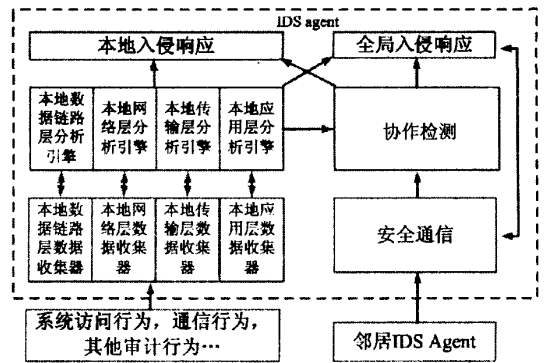 IDS agent
本地入侵响应
全局入侵响应
本地数
据链路
层分析
引擎
本地网
络层分
析引擎
本地传
输层分
析引擎
本地应
用层分
析引擎
协作检测
本地数
据链路
层数据
收集器
本地网
络层数
据收集
器
本地传
输层数
据收集
器
本地应
用层数
据收集
器
安全通信
系统访问行为，通信行为，
其他审计行为…
邻居IDS Agent